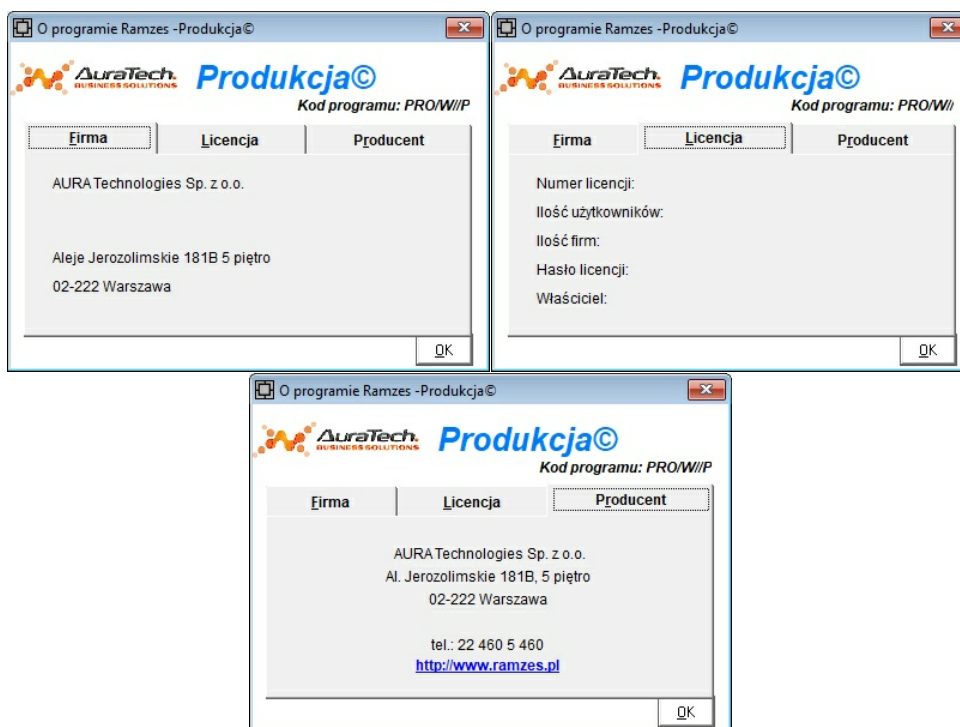 O programie Ramzes -Produkcja©
AuraTech.
BUSINESS SOLUTIONS
Produkcja©
Kod programu: PRO/W//P
Firma
Licencja
Producent
AURA Technologies Sp. z o.o.
Aleje Jerozolimskie 181B 5 piętro
02-222 Warszawa
OK
O programie Ramzes -Produkcja©
AuraTech.
BUSINESS SOLUTIONS
Produkcja©
Kod programu: PRO/W//
Firma
Licencja
Producent
Numer licencji:
Ilość użytkowników:
Ilość firm:
Hasło licencji:
Właściciel:
OK
O programie Ramzes -Produkcja©
AuraTech.
BUSINESS SOLUTIONS
Produkcja©
Kod programu: PRO/W//P
Firma
Licencja
Producent
AURA Technologies Sp. z o.o.
Al. Jerozolimskie 181B, 5 piętro
02-222 Warszawa
tel.: 22 460 5 460
http://www.ramzes.pl
OK